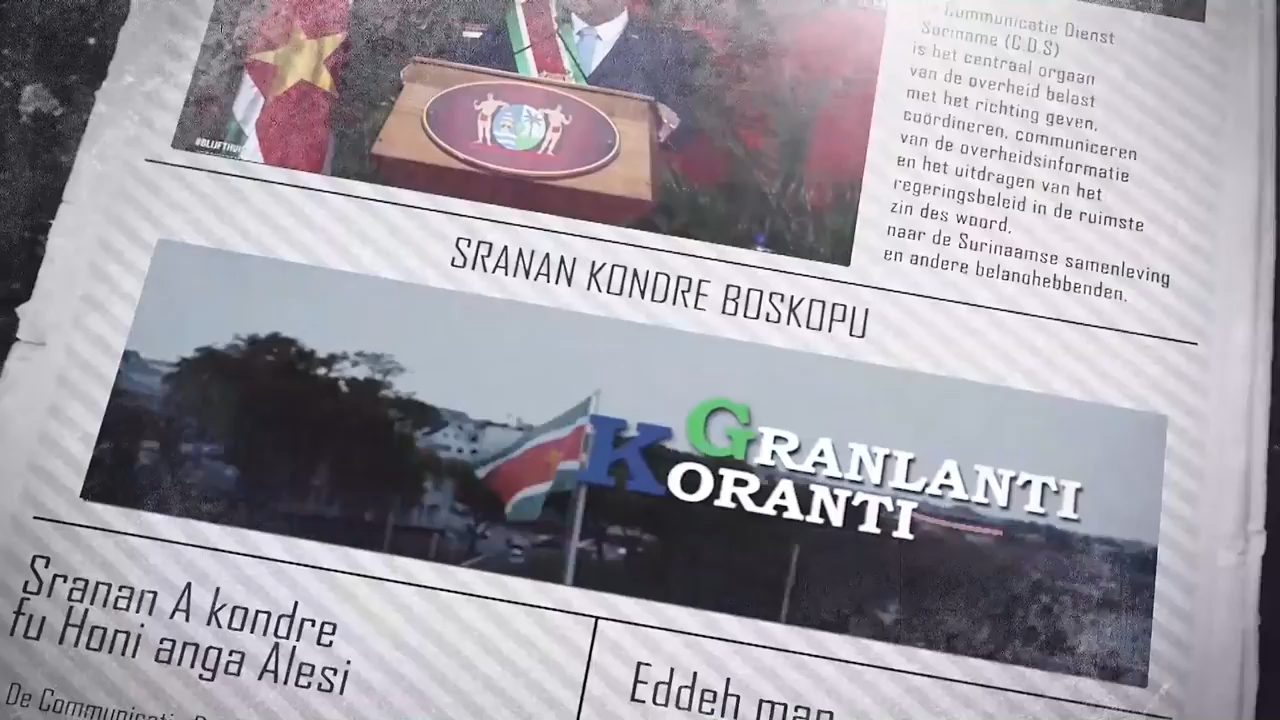 Communicatie Dienst
Suriname (C.D.S)
is het centraal orgaan
van de overheid belast
met het richting geven,
coördineren, communiceren
van de overheidsinformatie
en het uitdragen van het
regeringsbeleid in de ruimste
zin des woord,
naar de Surinaamse samenleving
en andere belanghebbenden.
SRANAN KONDRE BOSKOPU
GRANLANTI
KORANTI
Sranan A kondre
fu Honi anga Alesi
De
Eddeh man